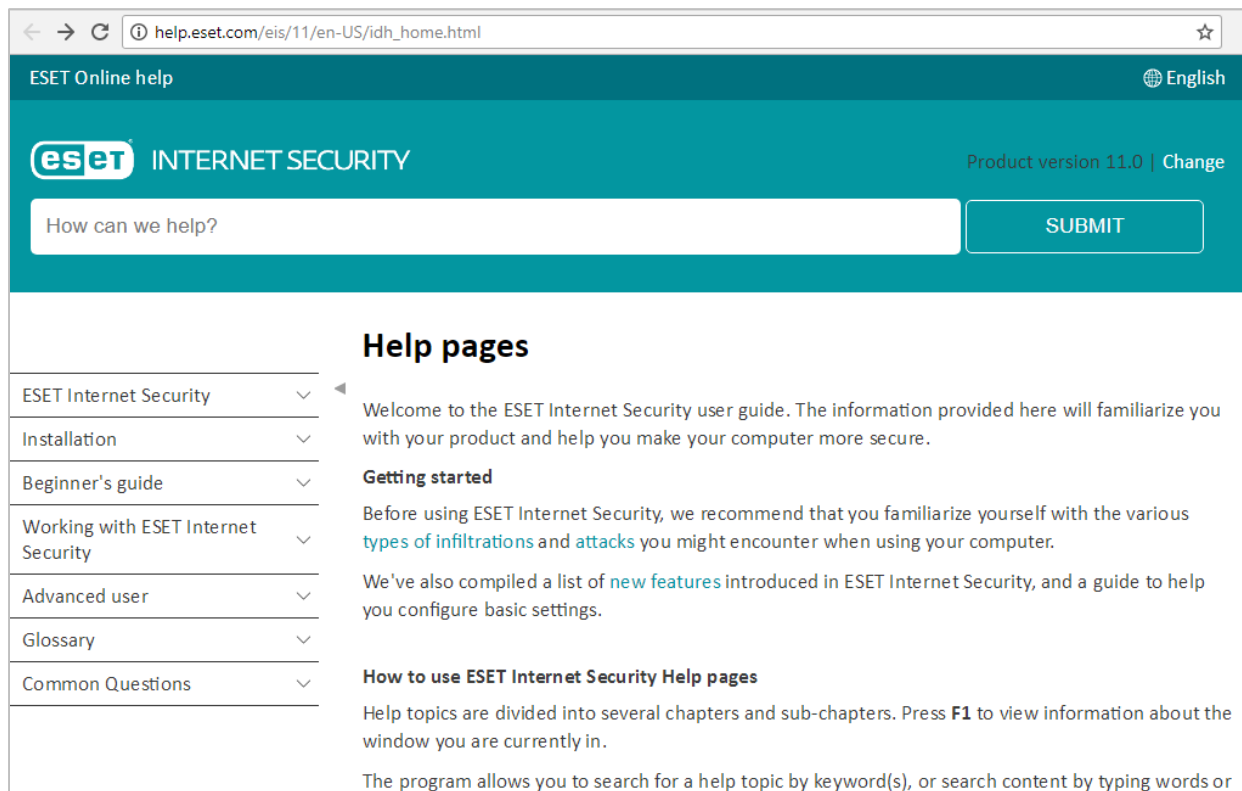 help.eset.com/eis/11/en-US/idh_home.html
ESET Online help
English
eset INTERNET SECURITY
Product version 11.0 | Change
How can we help?
SUBMIT
Help pages
ESET Internet Security
Installation
Beginner's guide
Working with ESET Internet
Security
Advanced user
Glossary
Common Questions
Welcome to the ESET Internet Security user guide. The information provided here will familiarize you
with your product and help you make your computer more secure.
Getting started
Before using ESET Internet Security, we recommend that you familiarize yourself with the various
types of infiltrations and attacks you might encounter when using your computer.
We've also compiled a list of new features introduced in ESET Internet Security, and a guide to help
you configure basic settings.
How to use ESET Internet Security Help pages
Help topics are divided into several chapters and sub-chapters. Press F1 to view information about the
window you are currently in.
The program allows you to search for a help topic by keyword(s), or search content by typing words or